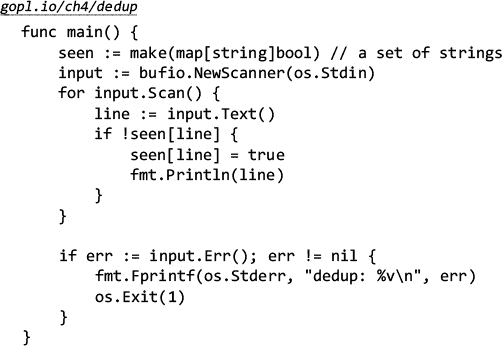 gopl.io/ch4/dedup
func main() {
    seen := make(map[string]bool) // a set of strings
    input := bufio.NewScanner(os.Stdin)
    for input.Scan() {
        line := input.Text()
        if !seen[line] {
            seen[line] = true
            fmt.Println(line)
        }
    }

    if err := input.Err(); err != nil {
        fmt.Fprintf(os.Stderr, "dedup: %v\n", err)
        os.Exit(1)
    }
}